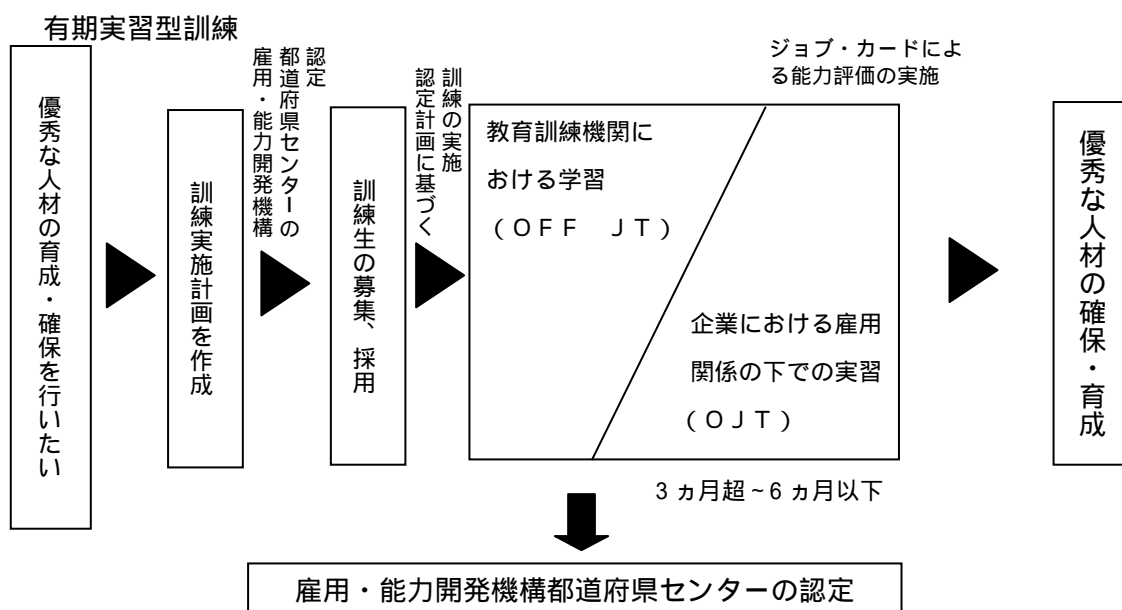 有期実習型訓練
優秀な人材の育成・確保を行いたい
訓練実施計画を作成
認定
都道府県センターの
雇用・能力開発機構
訓練生の募集、採用
訓練の実施
認定計画に基づく
教育訓練機関に
おける学習
（ＯＦＦ　ＪＴ）
ジョブ・カードによ
る能力評価の実施
企業における雇用
関係の下での実習
（ＯＪＴ）
3 ヵ月超～6 ヵ月以下
優秀な人材の確保・育成
雇用・能力開発機構都道府県センターの認定